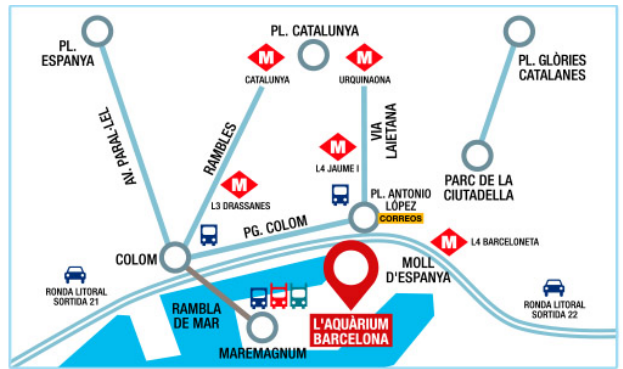 PL. CATALUNYA
PL.
ESPANYA
M
CATALUNYA
M
URQUINAONA
PL. GLÒRIES
CATALANES
AV. PARAL·LEL
RAMBLES
VIA
LAIETANA
M
L4 JAUME I
M
L3 DRASSANES
PARC DE LA
CIUTADELLA
PL. ANTONIO
LÓPEZ
CORREOS
PG. COLOM
M
L4 BARCELONETA
COLOM
MOLL
D'ESPANYA
RONDA LITORAL
SORTIDA 21
RONDA LITORAL
SORTIDA 22
RAMBLA
DE MAR
MAREMAGNUM
L'AQUÀRIUM
BARCELONA